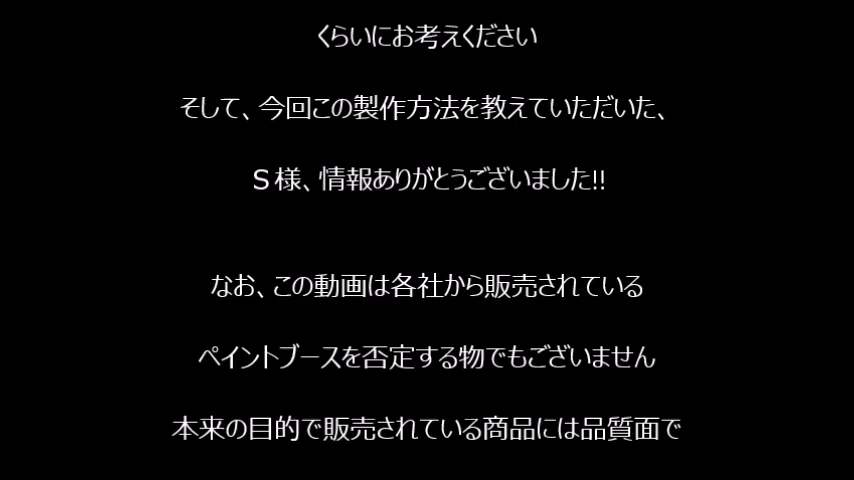 くらいにお考えください
そして、今回この製作方法を教えていただいた、
Ｓ様、情報ありがとうございました!!
なお、この動画は各社から販売されている
ペイントブースを否定する物でもございません
本来の目的で販売されている商品には品質面で